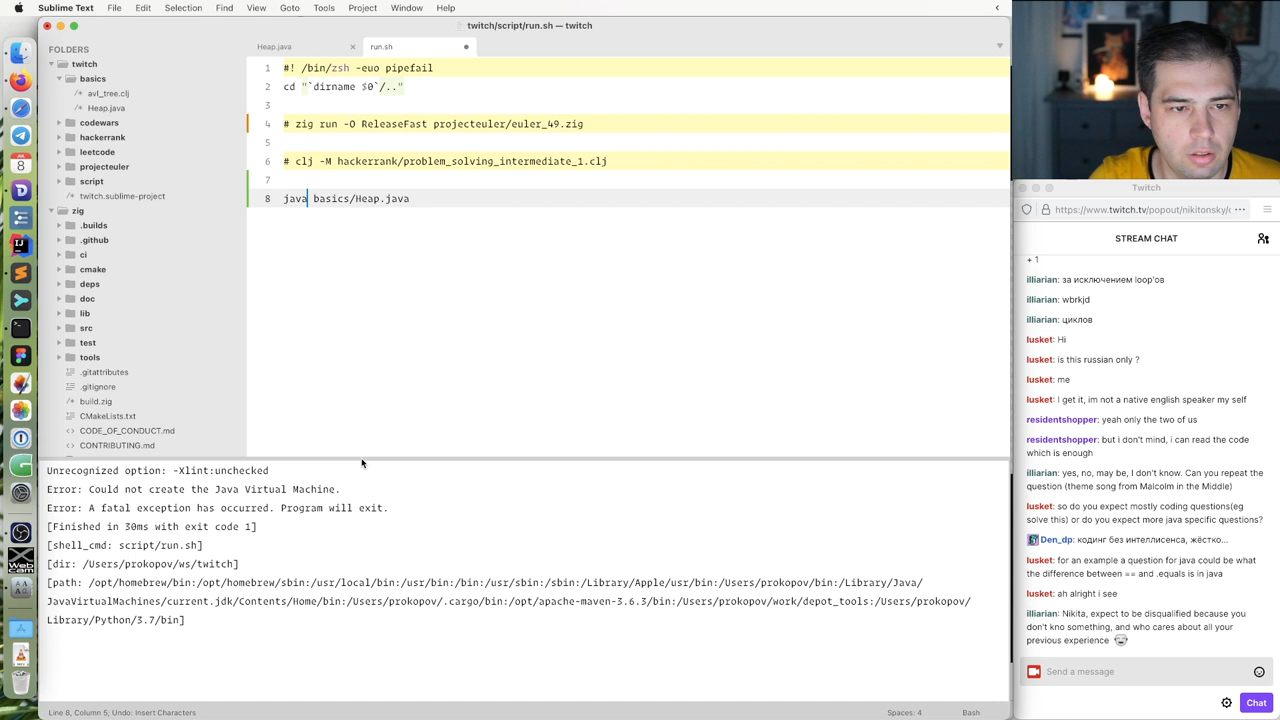 Sublime Text File Edit Selection Find View Goto Tools Project Window Help
twitch/script/run.sh — twitch
FOLDERS
twitch
basics
avl_tree.clj
Heap.java
codewars
hackerrank
leetcode
projecteuler
script
twitch.sublime-project
zig
.builds
.github
ci
cmake
deps
doc
lib
src
test
tools
.gitattributes
.gitignore
build.zig
CMakeLists.txt
CODE_OF_CONDUCT.md
CONTRIBUTING.md
Heap.java
run.sh
1 #! /bin/zsh -euo pipefail
2 cd "`dirname $0`/.."
3
4 # zig run -O ReleaseFast projecteuler/euler_49.zig
5
6 # clj -M hackerrank/problem_solving_intermediate_1.clj
7
8 java basics/Heap.java
Unrecognized option: -Xlint:unchecked
Error: Could not create the Java Virtual Machine.
Error: A fatal exception has occurred. Program will exit.
[Finished in 30ms with exit code 1]
[shell_cmd: script/run.sh]
[dir: /Users/prokopov/ws/twitch]
[path: /opt/homebrew/bin:/opt/homebrew/sbin:/usr/local/bin:/usr/bin:/bin:/usr/sbin:/sbin:/Library/Apple/usr/bin:/Users/prokopov/bin:/Library/Java/
JavaVirtualMachines/current.jdk/Contents/Home/bin:/Users/prokopov/.cargo/bin:/opt/apache-maven-3.6.3/bin:/Users/prokopov/work/depot_tools:/Users/prokopov/
Library/Python/3.7/bin]
Line 8, Column 5; Undo: Insert Characters
Spaces: 4
Bash
Twitch
https://www.twitch.tv/popout/nikitonsky/
STREAM CHAT
+ 1
illiarian: за исключением loop'ов
illiarian: wbrkjd
illiarian: циклов
lusket: Hi
lusket: is this russian only ?
lusket: me
lusket: I get it, im not a native english speaker my self
residentshopper: yeah only the two of us
residentshopper: but i don't mind, i can read the code
which is enough
illiarian: yes, no, may be, I don't know. Can you repeat the
question (theme song from Malcolm in the Middle)
lusket: so do you expect mostly coding questions(eg
solve this) or do you expect more java specific questions?
Den_dp: кодинг без интеллисенса, жёстко...
lusket: for an example a question for java could be what
the difference between == and .equals is in java
lusket: ah alright i see
illiarian: Nikita, expect to be disqualified because you
don't kno something, and who cares about all your
previous experience
Send a message
Chat